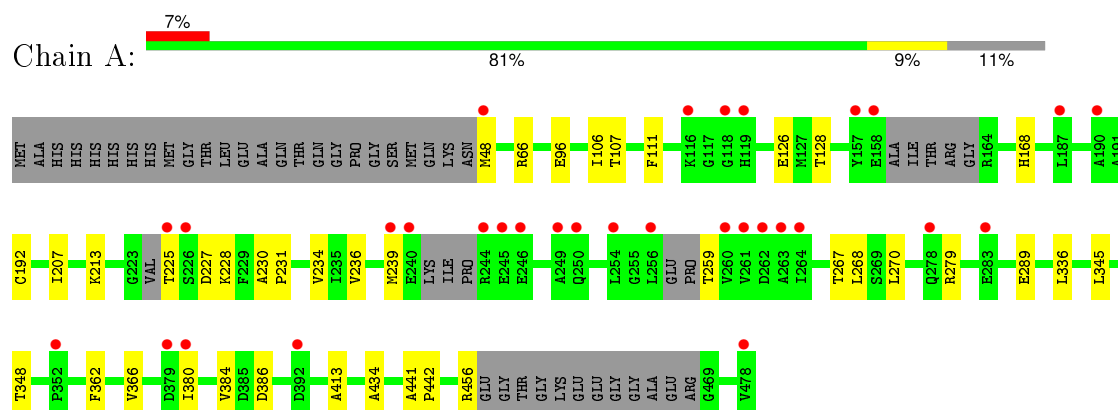 7%
Chain A:
81% 9% 11%
MET ALA HIS HIS HIS HIS HIS HIS MET GLY THR LEU GLU ALA GLN THR GLN GLY PRO GLY SER MET GLN LYS ASN M48 R66 E96 I106 T107 F111 K116 G117 G118 H119 E126 M127 T128 Y157 E158 ALA ILE THR ARG GLY R164 H168 L187 A190 A191
C192 I207 K213 G223 VAL T225 S226 D227 K228 F229 A230 P231 V234 I235 V236 M239 E240 LYS ILE PRO R244 E245 E246 A249 Q250 L254 G255 L256 GLU PRO T259 V260 V261 D262 A263 I264 T267 L268 S269 L270 Q278 R279 E283 E289 L336 L345
T348 P352 F362 V366 D379 I380 V384 D385 D386 D392 A413 A434 A441 P442 R456 GLU GLY THR GLY LYS GLU GLU GLY GLY ALA GLU ARG G469 V478